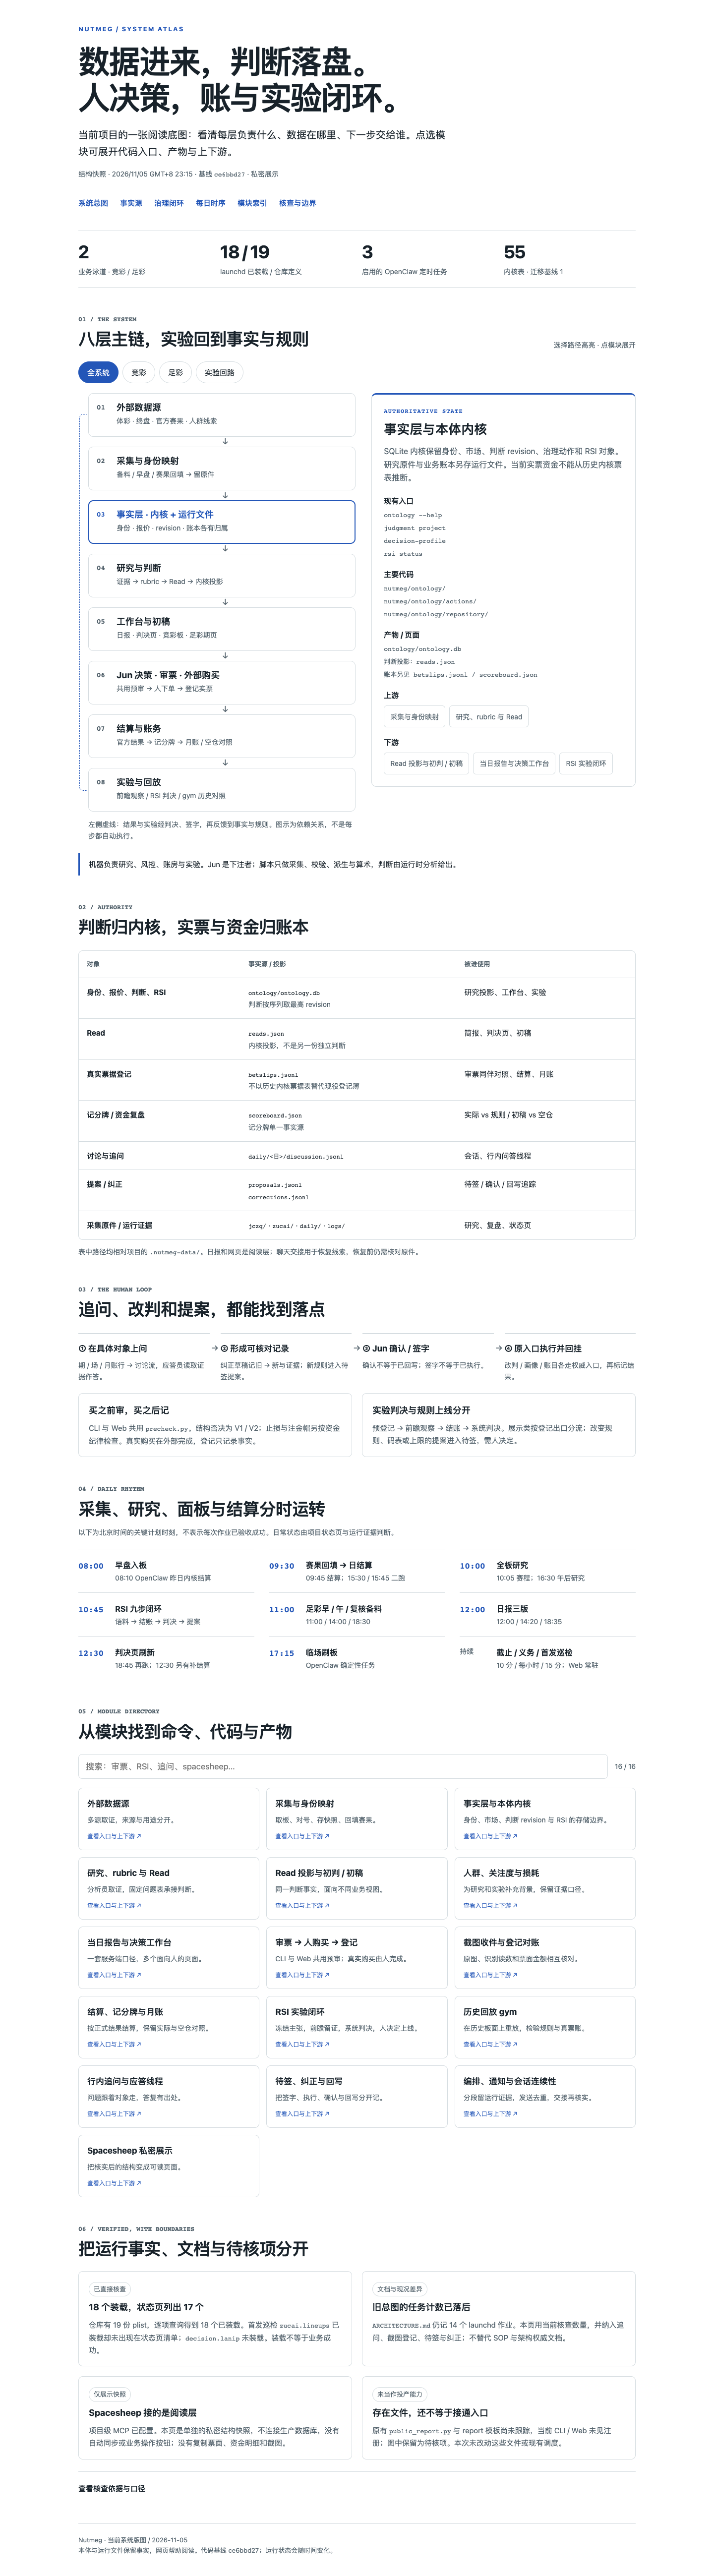 NUTMEG / SYSTEM ATLAS
数据进来，判断落盘。
人决策，账与实验闭环。
当前项目的一张阅读底图：看清每层负责什么、数据在哪里、下一步交给谁。点选模
块可展开代码入口、产物与上下游。
结构快照 · 2026/11/05 GMT+8 23:15 · 基线 ce6bbd27 · 私密展示
系统总图 事实源 治理闭环 每日时序 模块索引 核查与边界
2
业务泳道 · 竞彩 / 足彩
18 / 19
launchd 已装载 / 仓库定义
3
启用的 OpenClaw 定时任务
55
内核表 · 迁移基线 1
01 / THE SYSTEM
八层主链，实验回到事实与规则
选择路径高亮 · 点模块展开
全系统 竞彩 足彩 实验回路
01 外部数据源
体彩 · 终盘 · 官方赛果 · 人群线索
↓
02 采集与身份映射
备料 / 早盘 / 赛果回填 → 留原件
↓
03 事实层 · 内核 + 运行文件
身份 · 报价 · revision · 账本各有归属
↓
04 研究与判断
证据 → rubric → Read → 内核投影
↓
05 工作台与初稿
日报 · 判决页 · 竞彩板 · 足彩期页
↓
06 Jun 决策 · 审票 · 外部购买
共用预审 → 人下单 → 登记实票
↓
07 结算与账务
官方结果 → 记分牌 → 月账 / 空仓对照
↓
08 实验与回放
前瞻观察 / RSI 判决 / gym 历史对照
左侧虚线：结果与实验经判决、签字，再反馈到事实与规则。图示为依赖关系，不是每
步都自动执行。
AUTHORITATIVE STATE
事实层与本体内核
SQLite 内核保留身份、市场、判断 revision、治理动作和 RSI 对象。
研究原件与业务账本另存运行文件。当前实票资金不能从历史内核票
表推断。
现有入口
ontology --help
judgment project
decision-profile
rsi status
主要代码
nutmeg/ontology/
nutmeg/ontology/actions/
nutmeg/ontology/repository/
产物 / 页面
ontology/ontology.db
判断投影：reads.json
账本另见 betslips.jsonl / scoreboard.json
上游
采集与身份映射 研究、rubric 与 Read
下游
Read 投影与初判 / 初稿 当日报告与决策工作台 RSI 实验闭环
机器负责研究、风控、账房与实验。Jun 是下注者；脚本只做采集、校验、派生与算术，判断由运行时分析给出。
02 / AUTHORITY
判断归内核，实票与资金归账本
对象 事实源 / 投影 被谁使用
身份、报价、判断、RSI ontology/ontology.db 研究投影、工作台、实验
判断按序列取最高 revision
Read reads.json 简报、判决页、初稿
内核投影，不是另一份独立判断
真实票据登记 betslips.jsonl 审票同伴对照、结算、月账
不以历史内核票据表替代现役登记簿
记分牌 / 资金复盘 scoreboard.json 实际 vs 规则 / 初稿 vs 空仓
记分牌单一事实源
讨论与追问 daily/<日>/discussion.jsonl 会话、行内问答线程
提案 / 纠正 proposals.jsonl 待签 / 确认 / 回写追踪
corrections.jsonl
采集原件 / 运行证据 jczq/ · zucai/ · daily/ · logs/ 研究、复盘、状态页
表中路径均相对项目的 .nutmeg-data/。日报和网页是阅读层；聊天交接用于恢复线索，恢复前仍需核对原件。
03 / THE HUMAN LOOP
追问、改判和提案，都能找到落点
① 在具体对象上问
期 / 场 / 月账行 → 讨论流，应答员读取证
据作答。
→ ② 形成可核对记录
纠正草稿记旧 → 新与证据；新规则进入待
签提案。
→ ③ Jun 确认 / 签字
确认不等于已回写；签字不等于已执行。
→ ④ 原入口执行并回挂
改判 / 画像 / 账目各走权威入口，再标记结
果。
买之前审，买之后记
CLI 与 Web 共用 precheck.py。结构否决为 V1 / V2；止损与注金帽另按资金
纪律检查。真实购买在外部完成，登记只记录事实。
实验判决与规则上线分开
预登记 → 前瞻观察 → 结账 → 系统判决。展示类按登记出口分流；改变规
则、码表或上限的提案进入待签，需人决定。
04 / DAILY RHYTHM
采集、研究、面板与结算分时运转
以下为北京时间的关键计划时刻，不表示每次作业已验收成功。日常状态由项目状态页与运行证据判断。
08:00 早盘入板
08:10 OpenClaw 昨日内核结算
09:30 赛果回填 → 日结算
09:45 结算；15:30 / 15:45 二跑
10:00 全板研究
10:05 赛程；16:30 午后研究
10:45 RSI 九步闭环
语料 → 结账 → 判决 → 提案
11:00 足彩早 / 午 / 复核备料
11:00 / 14:00 / 18:30
12:00 日报三版
12:00 / 14:20 / 18:35
12:30 判决页刷新
18:45 再跑；12:30 另有补结算
17:15 临场刷板
OpenClaw 确定性任务
持续 截止 / 义务 / 首发巡检
10 分 / 每小时 / 15 分；Web 常驻
05 / MODULE DIRECTORY
从模块找到命令、代码与产物
搜索：审票、RSI、追问、spacesheep…
16 / 16
外部数据源
多源取证，来源与用途分开。
查看入口与上下游 ↗
采集与身份映射
取板、对号、存快照，回填赛果。
查看入口与上下游 ↗
事实层与本体内核
身份、市场、判断 revision 与 RSI 的存储边界。
查看入口与上下游 ↗
研究、rubric 与 Read
分析员取证，固定问题表承接判断。
查看入口与上下游 ↗
Read 投影与初判 / 初稿
同一判断事实，面向不同业务视图。
查看入口与上下游 ↗
人群、关注度与损耗
为研究和实验补充背景，保留证据口径。
查看入口与上下游 ↗
当日报告与决策工作台
一套服务端口径，多个面向人的页面。
查看入口与上下游 ↗
审票 → 人购买 → 登记
CLI 与 Web 共用预审；真实购买由人完成。
查看入口与上下游 ↗
截图收件与登记对账
原图、识别读数和票面金额相互核对。
查看入口与上下游 ↗
结算、记分牌与月账
按正式结果结算，保留实际与空仓对照。
查看入口与上下游 ↗
RSI 实验闭环
冻结主张，前瞻留证，系统判决，人决定上线。
查看入口与上下游 ↗
历史回放 gym
在历史板面上重放，检验规则与真票账。
查看入口与上下游 ↗
行内追问与应答线程
问题跟着对象走，答复有出处。
查看入口与上下游 ↗
待签、纠正与回写
把签字、执行、确认与回写分开记。
查看入口与上下游 ↗
编排、通知与会话连续性
分段留运行证据，发送去重，交接再核实。
查看入口与上下游 ↗
Spacesheep 私密展示
把核实后的结构变成可读页面。
查看入口与上下游 ↗
06 / VERIFIED, WITH BOUNDARIES
把运行事实、文档与待核项分开
已直接核查
18 个装载，状态页列出 17 个
仓库有 19 份 plist，逐项查询得到 18 个已装载。首发巡检 zucai.lineups 已
装载却未出现在状态页清单；decision.lanip 未装载。装载不等于业务成
功。
文档与现况差异
旧总图的任务计数已落后
ARCHITECTURE.md 仍记 14 个 launchd 作业。本页用当前核查数量，并纳入追
问、截图登记、待签与纠正；不替代 SOP 与架构权威文档。
仅展示快照
Spacesheep 接的是阅读层
项目级 MCP 已配置。本页是单独的私密结构快照，不连接生产数据库，没有
自动同步或业务操作按钮；没有复制票面、资金明细和截图。
未当作投产能力
存在文件，还不等于接通入口
原有 public_report.py 与 report 模板尚未跟踪，当前 CLI / Web 未见注
册；图中保留为待核项。本次未改动这些文件或现有调度。
查看核查依据与口径
Nutmeg · 当前系统版图 / 2026-11-05
本体与运行文件保留事实，网页帮助阅读。代码基线 ce6bbd27；运行状态会随时间变化。